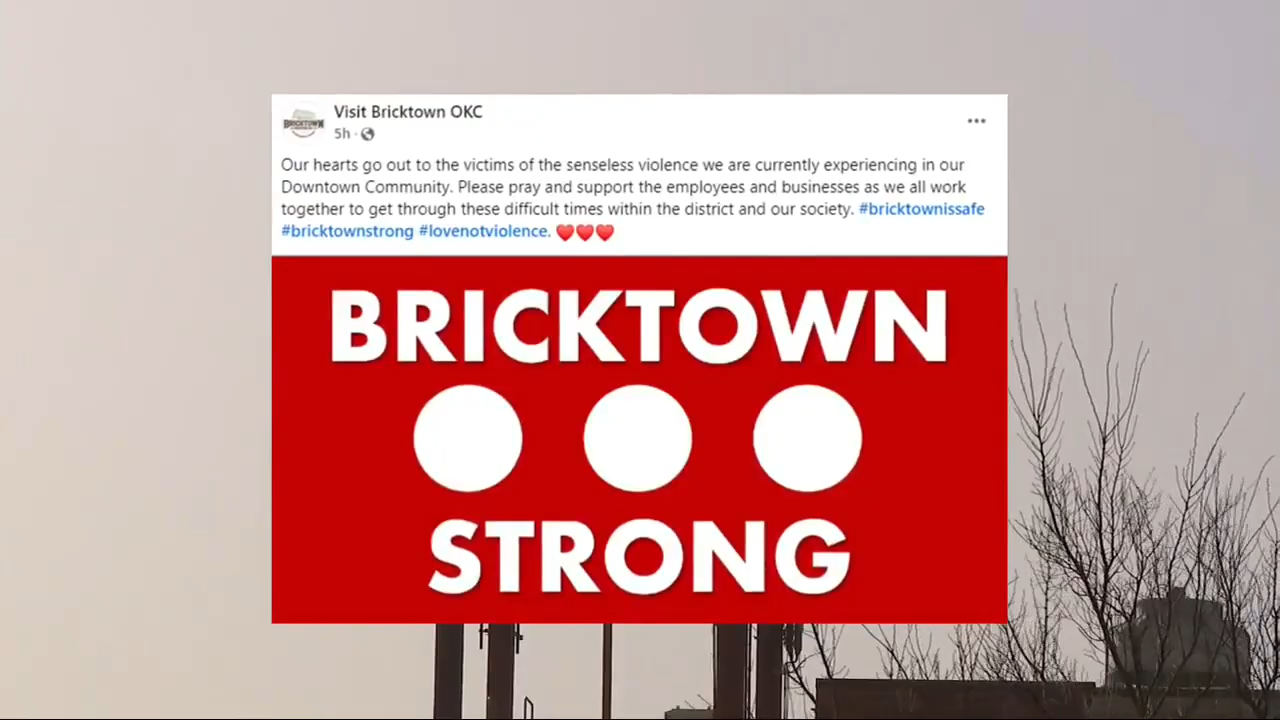 BRICKTOWN
Visit Bricktown OKC
5h ·
Our hearts go out to the victims of the senseless violence we are currently experiencing in our
Downtown Community. Please pray and support the employees and businesses as we all work
together to get through these difficult times within the district and our society. #bricktownissafe
#bricktownstrong #lovenotviolence. ❤️❤️❤️
BRICKTOWN
STRONG